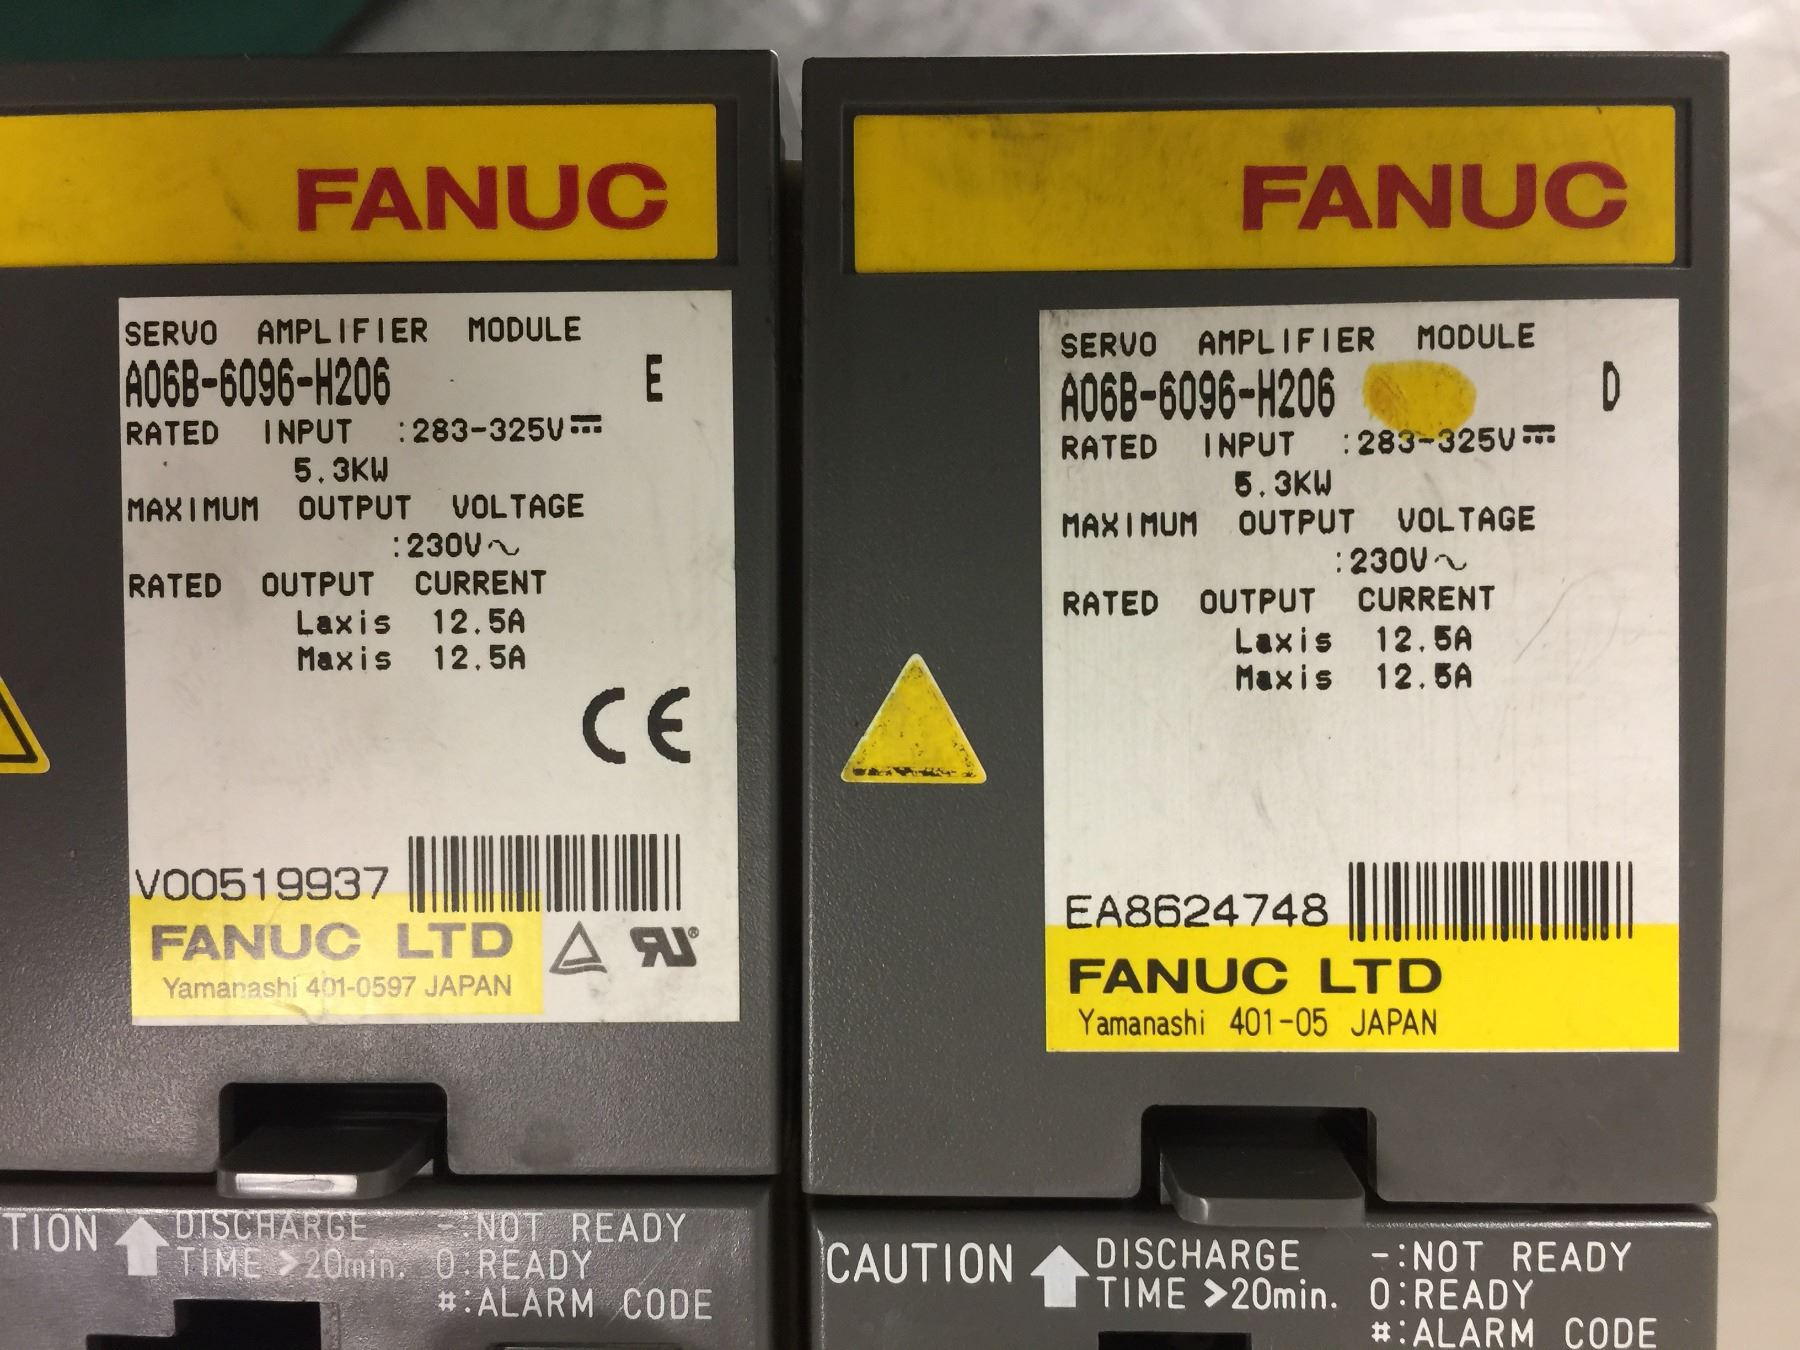 FANUC
SERVO AMPLIFIER MODULE
A06B-6096-H206 E
RATED INPUT :283-325V
5.3KW
MAXIMUM OUTPUT VOLTAGE
:230V~
RATED OUTPUT CURRENT
Laxis 12.5A
Maxis 12.5A
CE
V00519937
FANUC LTD
Yamanashi 401-0597 JAPAN
TION DISCHARGE -:NOT READY
TIME >20min. 0:READY
#:ALARM CODE
FANUC
SERVO AMPLIFIER MODULE
A06B-6096-H206 D
RATED INPUT :283-325V
5.3KW
MAXIMUM OUTPUT VOLTAGE
:230V~
RATED OUTPUT CURRENT
Laxis 12.5A
Maxis 12.5A
EA8624748
FANUC LTD
Yamanashi 401-05 JAPAN
CAUTION DISCHARGE -:NOT READY
TIME >20min. 0:READY
#:ALARM CODE